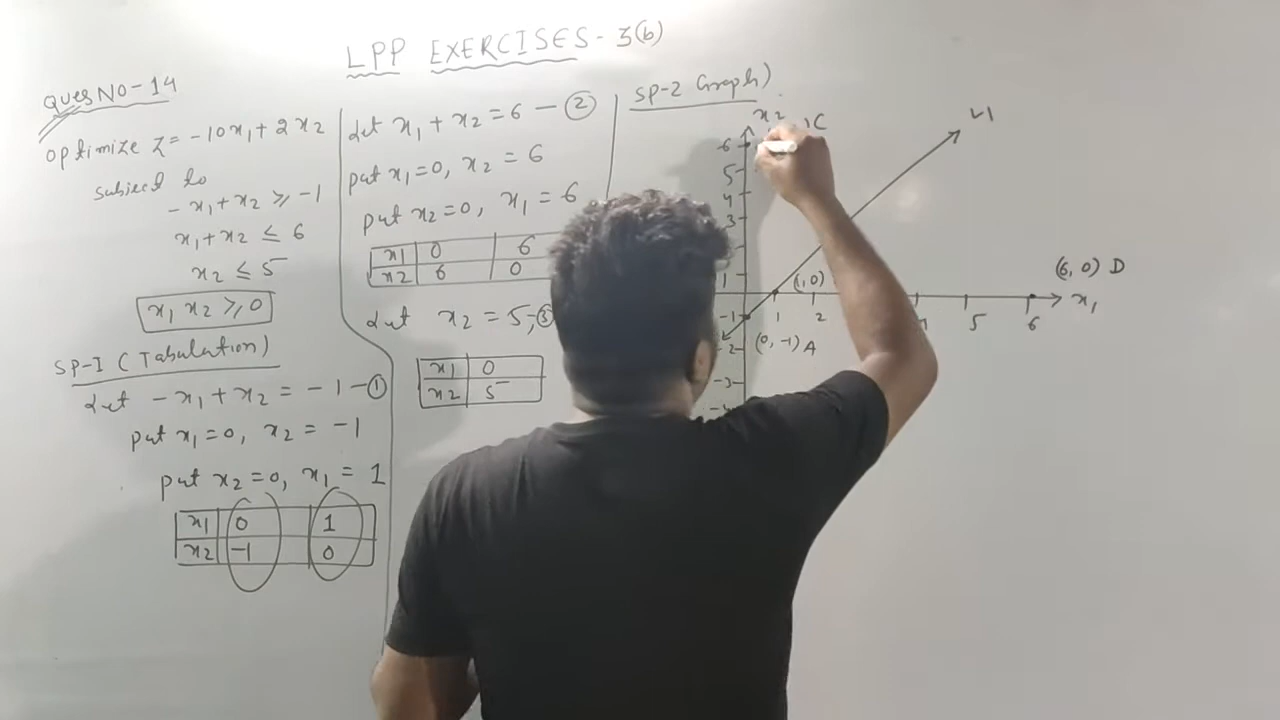 LPP EXERCISES - 3(b)
Ques No - 14
optimize z = -10x1 + 2x2
subject to
-x1 + x2 ≥ -1
x1 + x2 ≤ 6
x2 ≤ 5
x1 x2 ≥ 0
SP-I (Tabulation)
Let -x1 + x2 = -1 - ①
put x1 = 0, x2 = -1
put x2 = 0, x1 = 1
x1 0 1
x2 -1 0
Let x1 + x2 = 6 - ②
put x1 = 0, x2 = 6
put x2 = 0, x1 = 6
x1 0 6
x2 6 0
Let x2 = 5, ③
x1 0
x2 5
SP-2 Graph)
x2
C
L1
6
5
4
3
1
(1,0)
(6, 0) D
x1
-1 1 2 5 6
-2 (0, -1) A
-3
-4